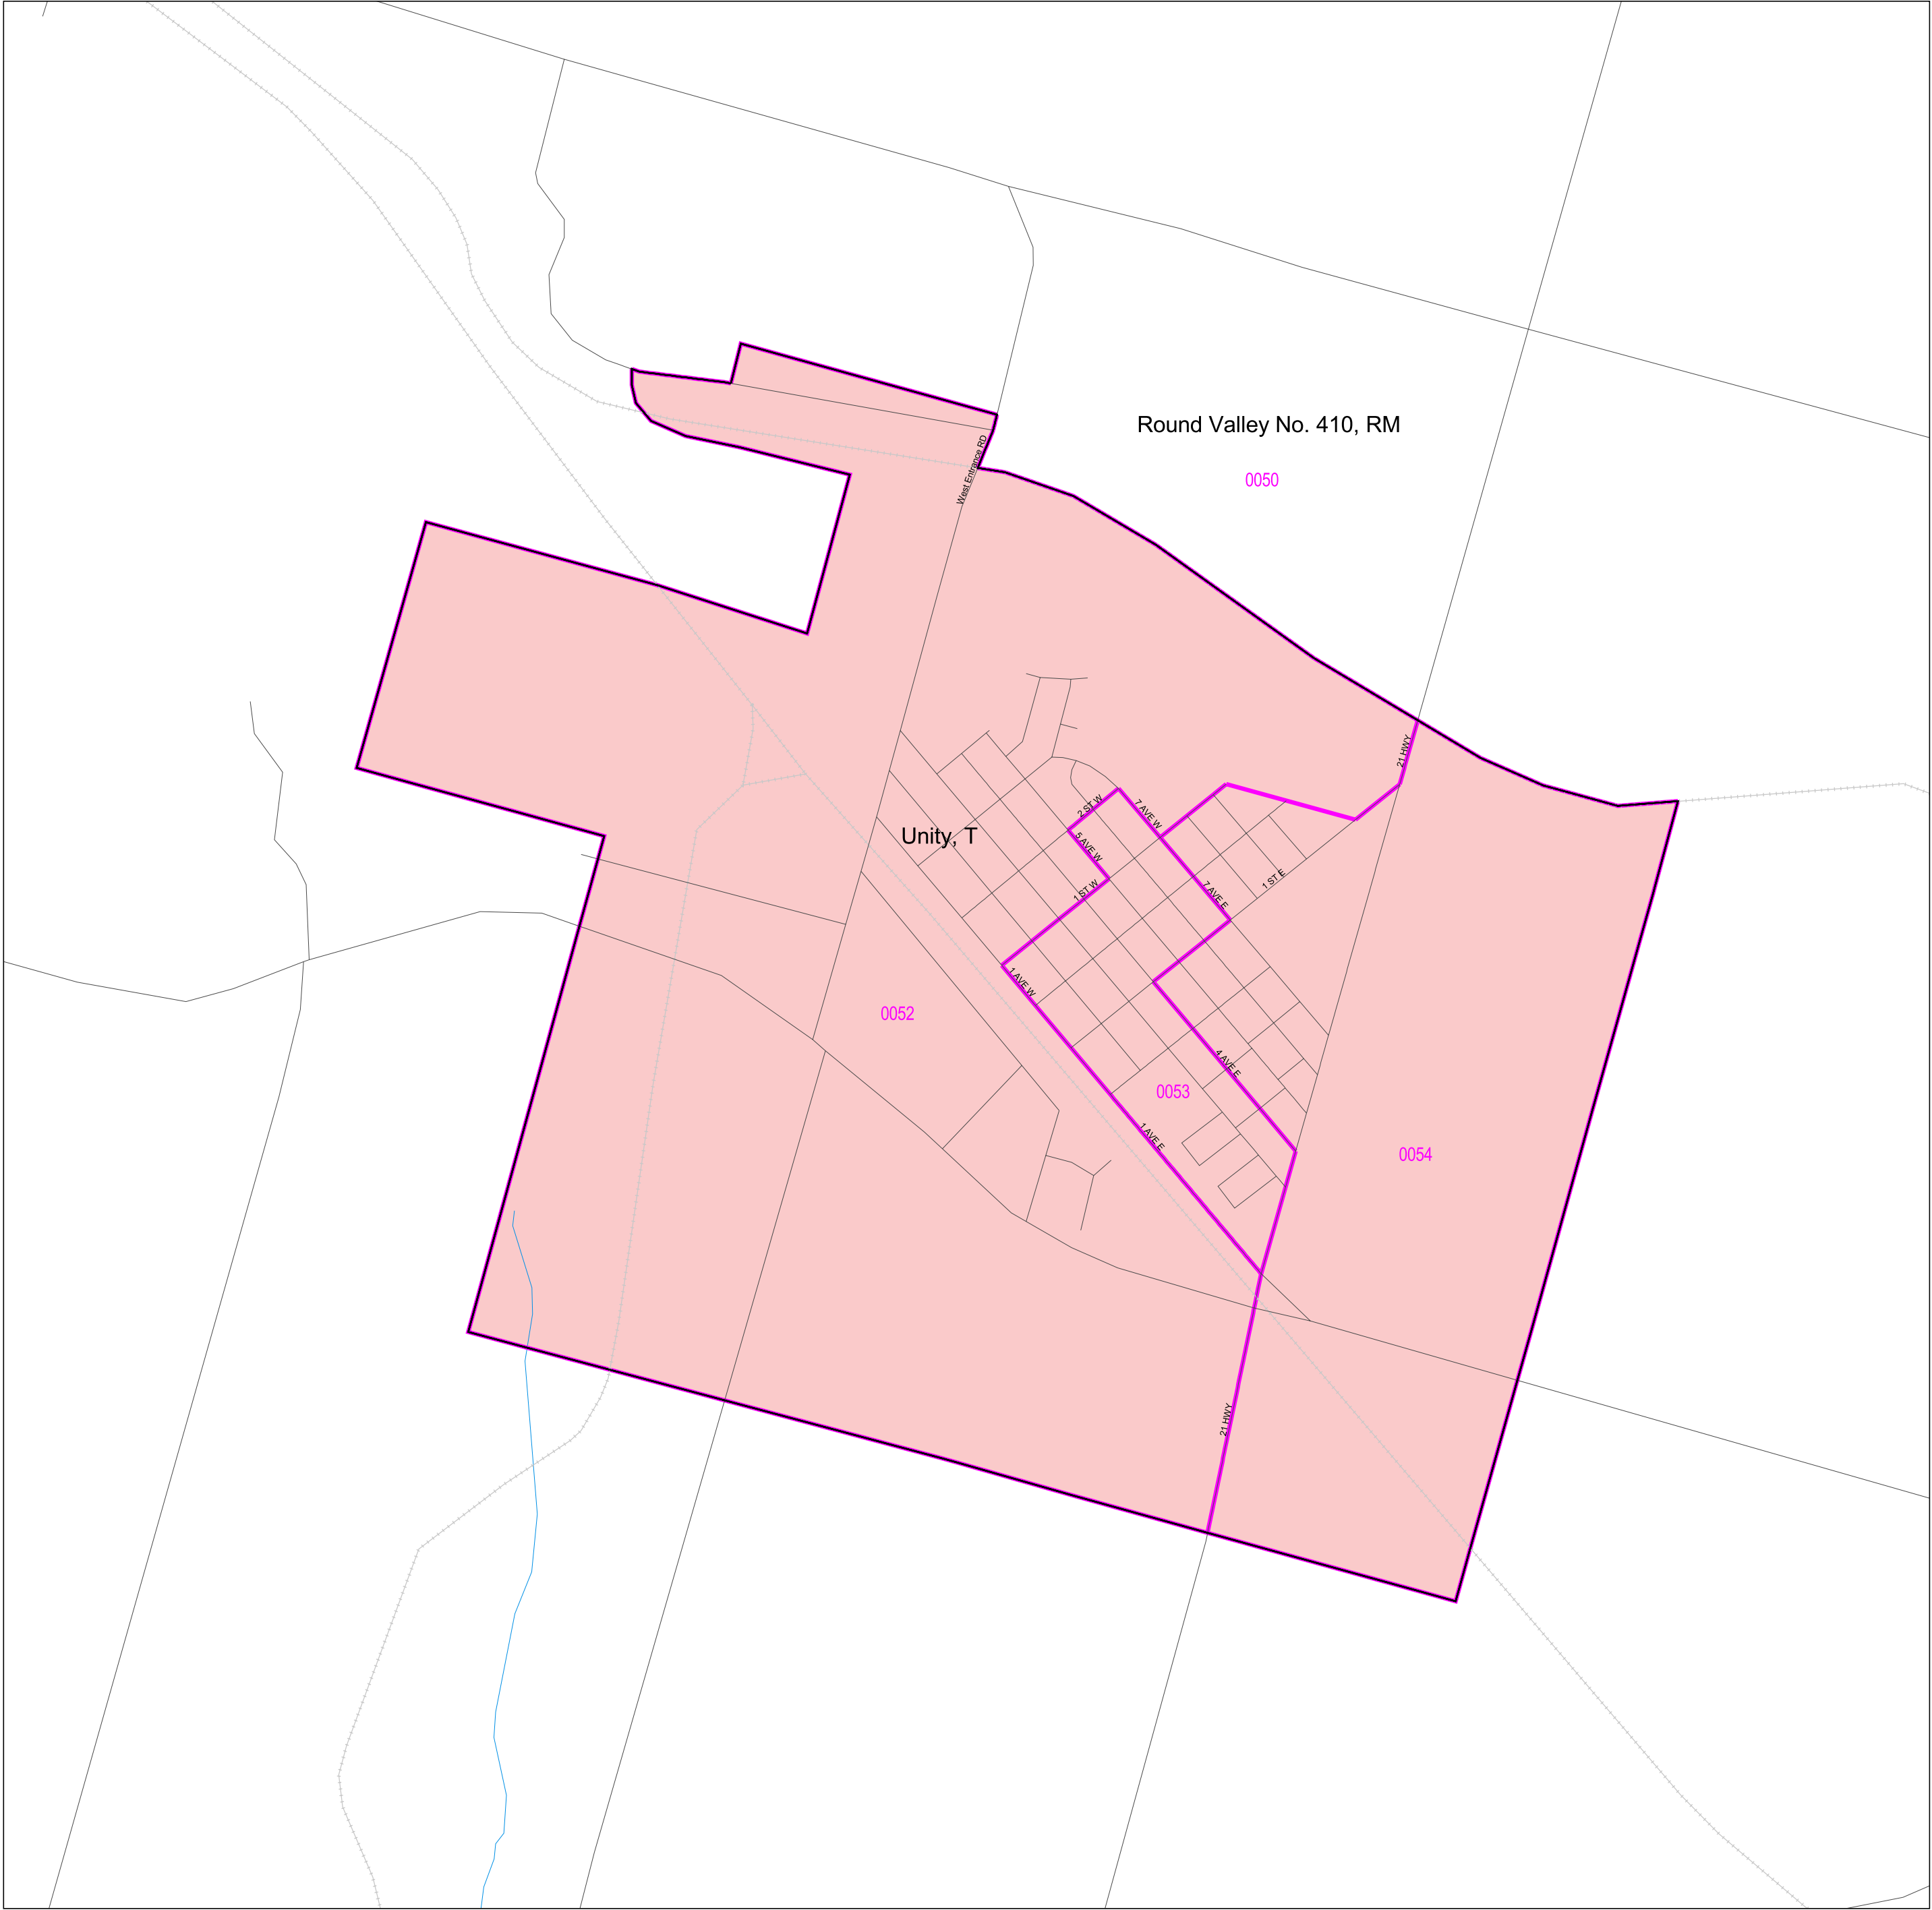 Round Valley No. 410, RM
West Entrance RD
0050
21 HWY
2 ST W
7 AVE W
Unity, T
5 AVE W
1 ST W
7 AVE E
1 ST E
1 AVE W
0052
4 AVE E
0053
1 AVE E
0054
21 HWY